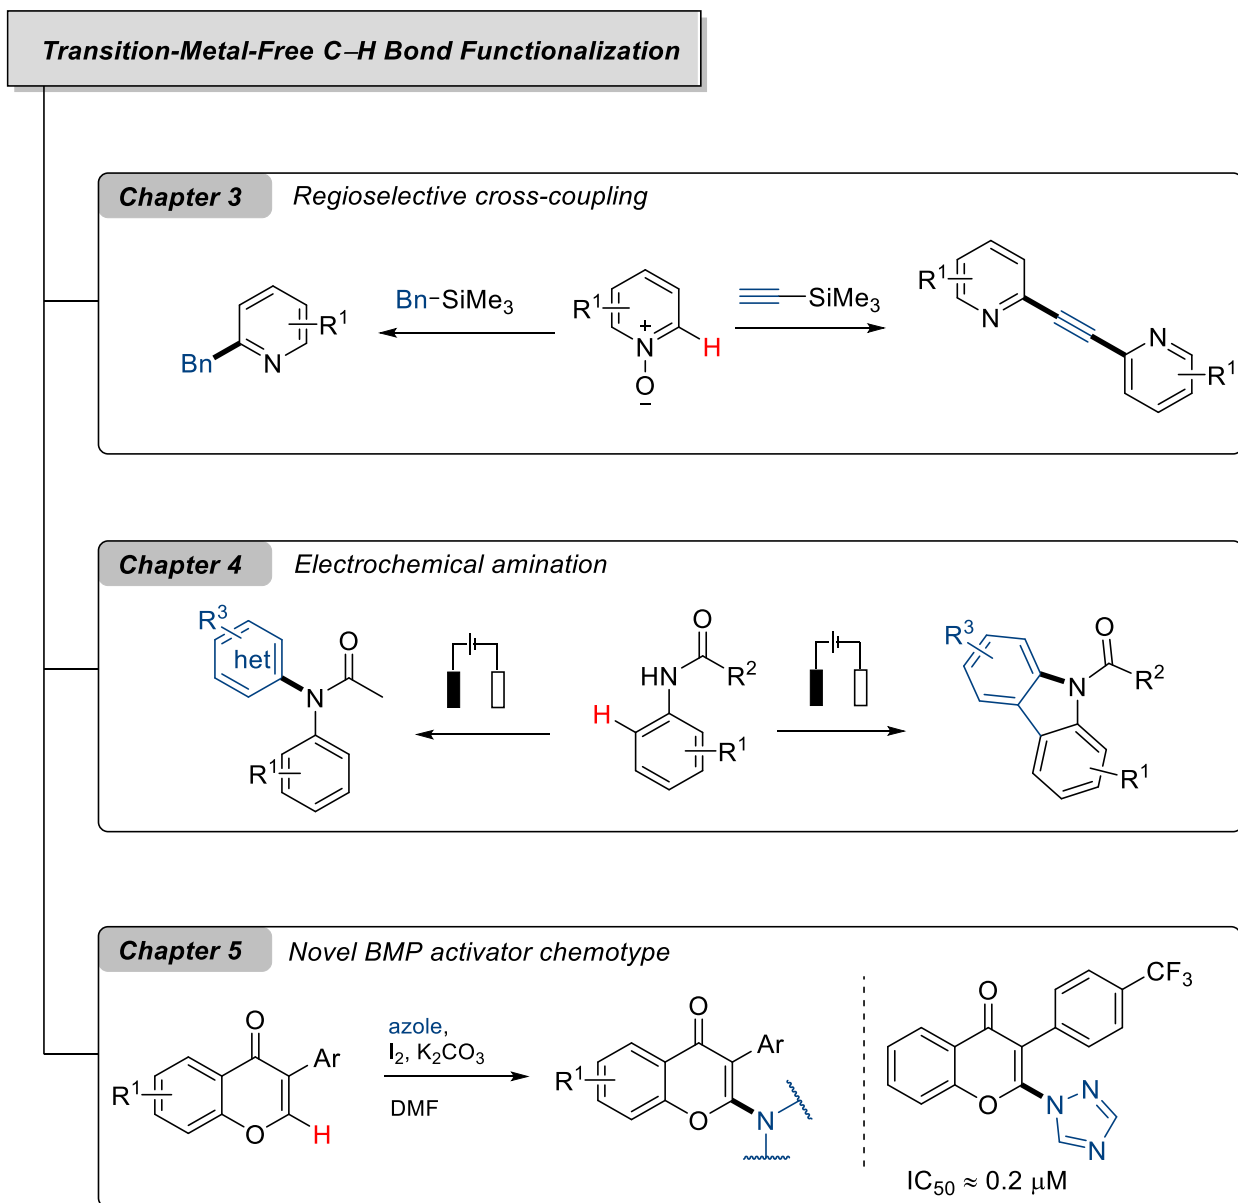 Transition-Metal-Free C–H Bond Functionalization
Chapter 3 Regioselective cross-coupling
Bn–SiMe3
SiMe3
R1
N
Bn
R1
N+
O−
H
R1
N
N
R1
Chapter 4 Electrochemical amination
R3
het
O
N
R1
O
HN
R2
H
R1
R3
O
N
R2
R1
Chapter 5 Novel BMP activator chemotype
O
Ar
R1
O
H
azole,
I2, K2CO3
DMF
O
Ar
R1
O
N
O
CF3
O
N
N
N
IC50 ≈ 0.2 μM